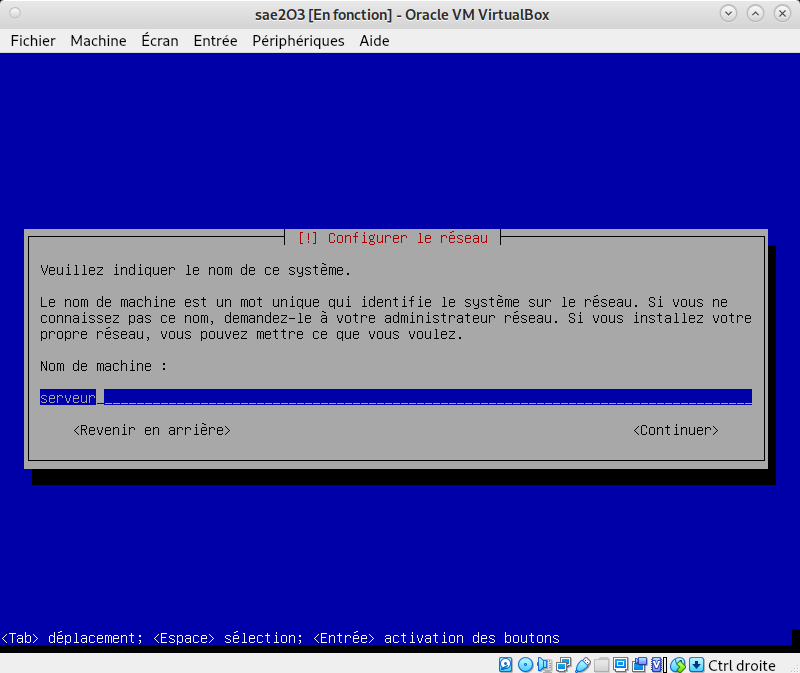 sae2O3 [En fonction] - Oracle VM VirtualBox
Fichier Machine Écran Entrée Périphériques Aide
[!] Configurer le réseau
Veuillez indiquer le nom de ce système.
Le nom de machine est un mot unique qui identifie le système sur le réseau. Si vous ne
connaissez pas ce nom, demandez-le à votre administrateur réseau. Si vous installez votre
propre réseau, vous pouvez mettre ce que vous voulez.
Nom de machine :
serveur
<Revenir en arrière> <Continuer>
<Tab> déplacement; <Espace> sélection; <Entrée> activation des boutons
Ctrl droite